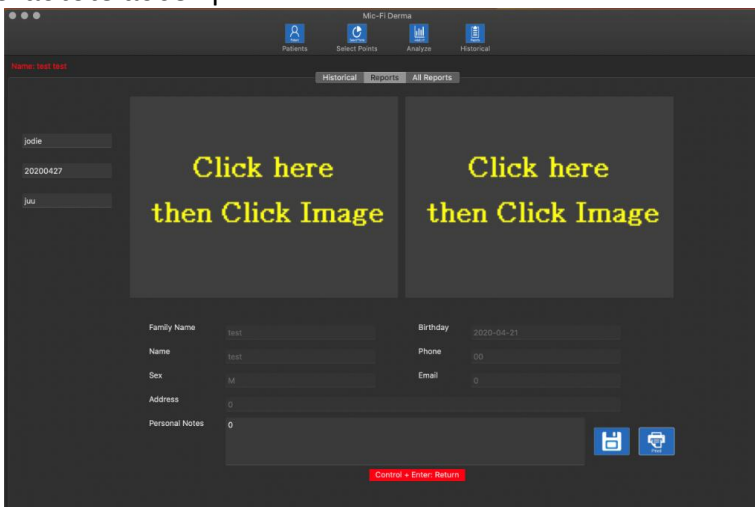 Mic-Fi Derma
Patients Select Points Analyze Historical
Name: test test
Historical Reports All Reports
jodie
20200427
juu
Click here
then Click Image
Click here
then Click Image
Family Name test Birthday 2020-04-21
Name test Phone 00
Sex M Email 0
Address 0
Personal Notes 0
Print
Control + Enter: Return